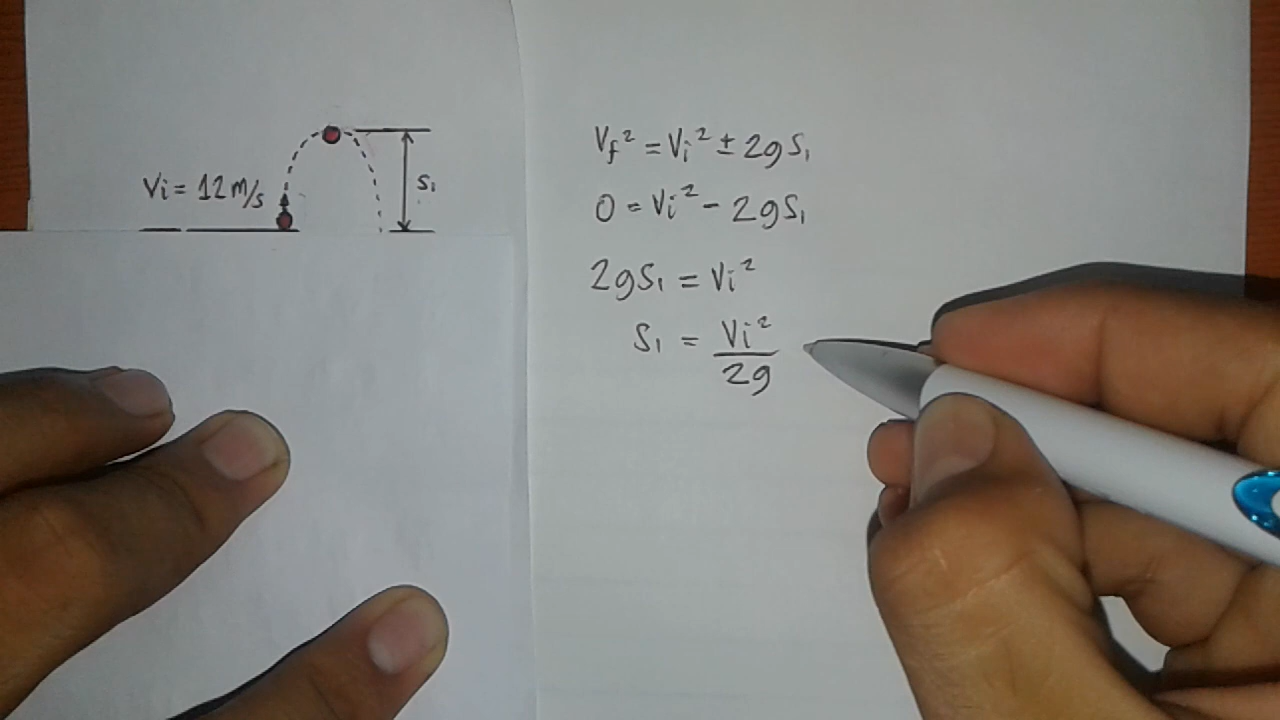 Vi = 12 m/s
S₁
Vf² = Vi² ± 2gS₁
0 = Vi² - 2gS₁
2gS₁ = Vi²
S₁ = Vi²
2g